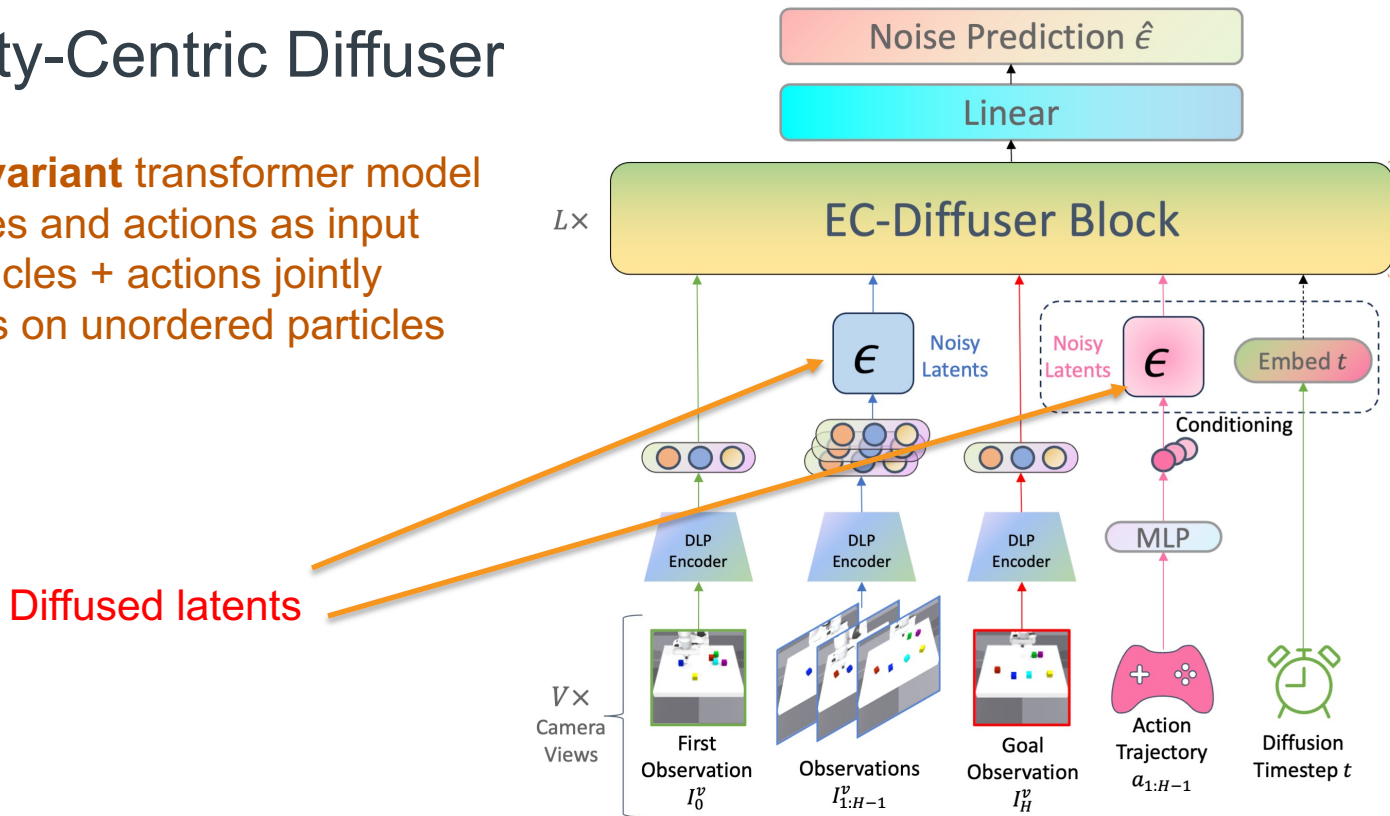 ty-Centric Diffuser
variant transformer model
es and actions as input
cles + actions jointly
s on unordered particles
Diffused latents
Noise Prediction ε̂
Linear
L×
EC-Diffuser Block
ϵ
Noisy
Latents
Noisy
Latents
ϵ
Embed t
Conditioning
DLP
Encoder
DLP
Encoder
DLP
Encoder
MLP
V×
Camera
Views
First
Observation
I₀ᵛ
Observations
Iᵛ₁:H−1
Goal
Observation
Iᵛ_H
Action
Trajectory
a₁:H−1
Diffusion
Timestep t